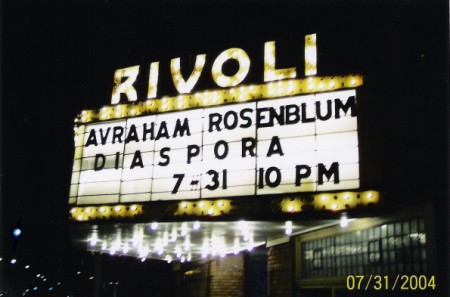 RIVOLI
AVRAHAM ROSENBLUM
DIASPORA
7-31 10 PM
07/31/2004